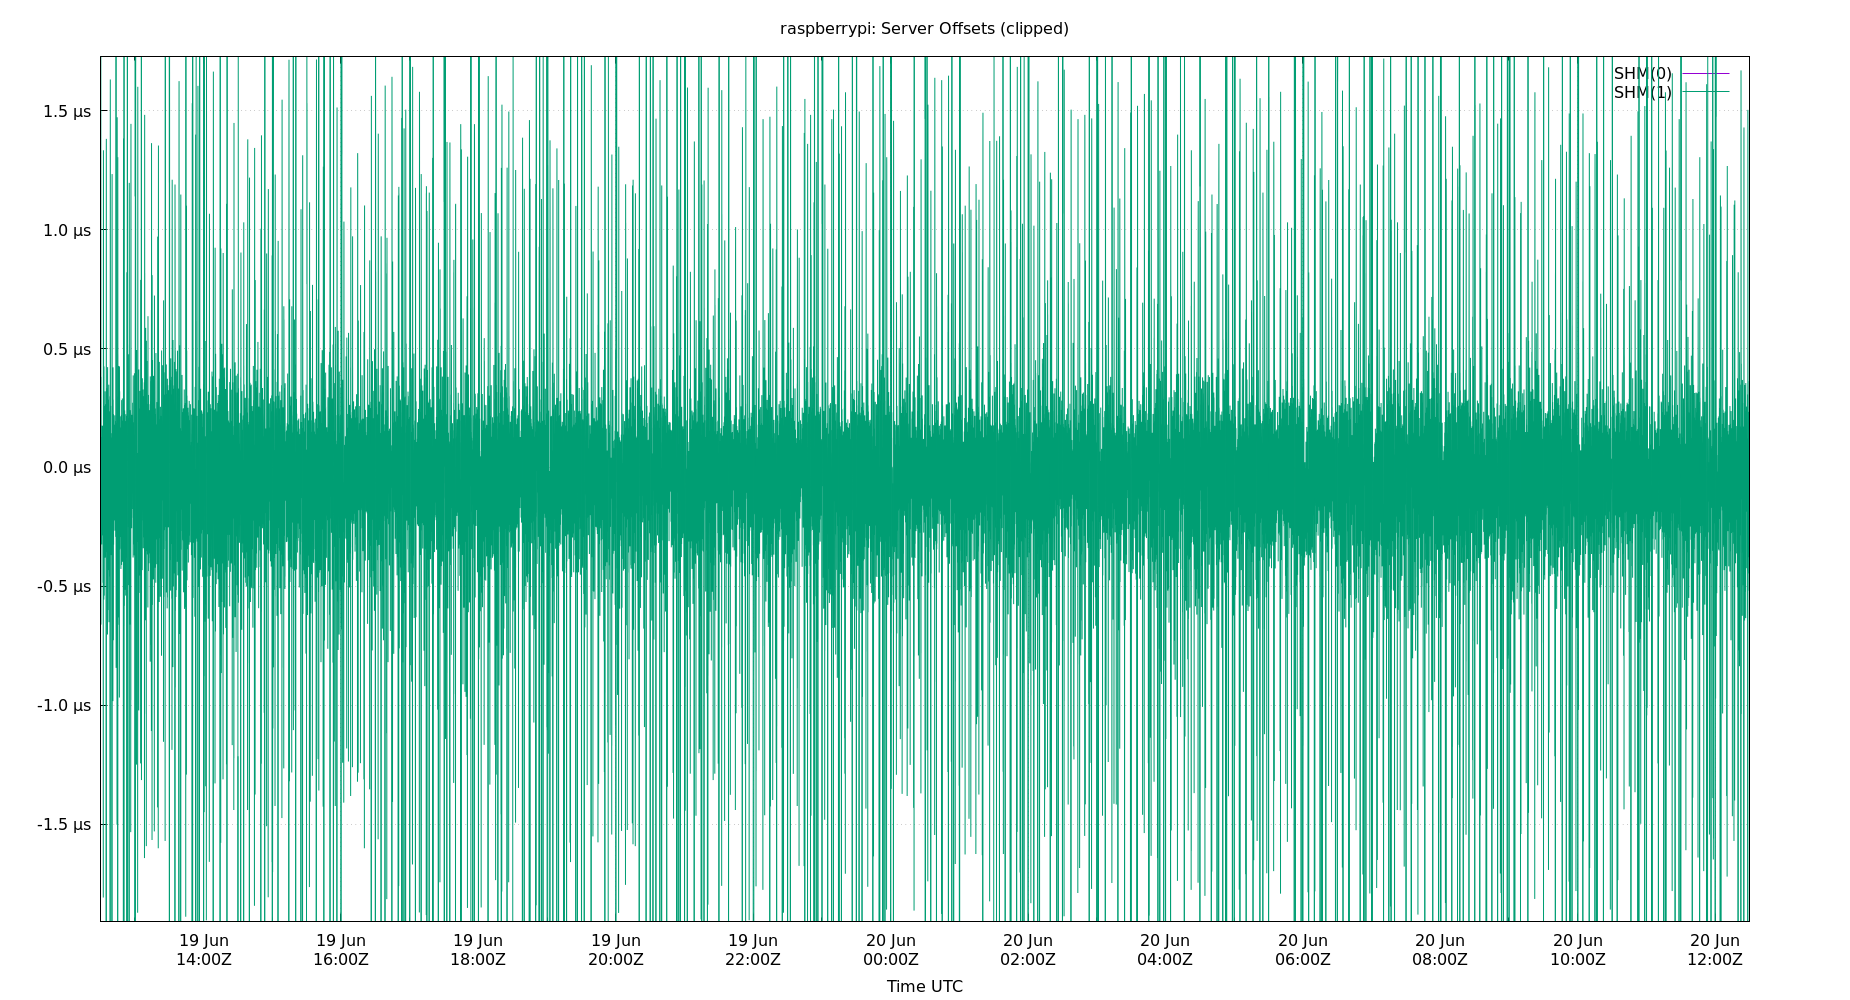 raspberrypi: Server Offsets (clipped)
SHM(0)
SHM(1)
1.5 µs
1.0 µs
0.5 µs
0.0 µs
-0.5 µs
-1.0 µs
-1.5 µs
19 Jun 19 Jun 19 Jun 19 Jun 19 Jun 20 Jun 20 Jun 20 Jun 20 Jun 20 Jun 20 Jun 20 Jun
14:00Z 16:00Z 18:00Z 20:00Z 22:00Z 00:00Z 02:00Z 04:00Z 06:00Z 08:00Z 10:00Z 12:00Z
Time UTC